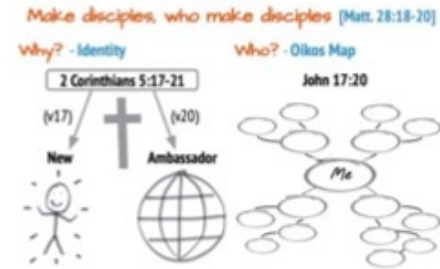 Make disciples, who make disciples [Matt. 28:18-20]
Why? - Identity
2 Corinthians 5:17-21
(v17)
(v20)
New
Ambassador
Who? - Oikos Map
John 17:20
Me